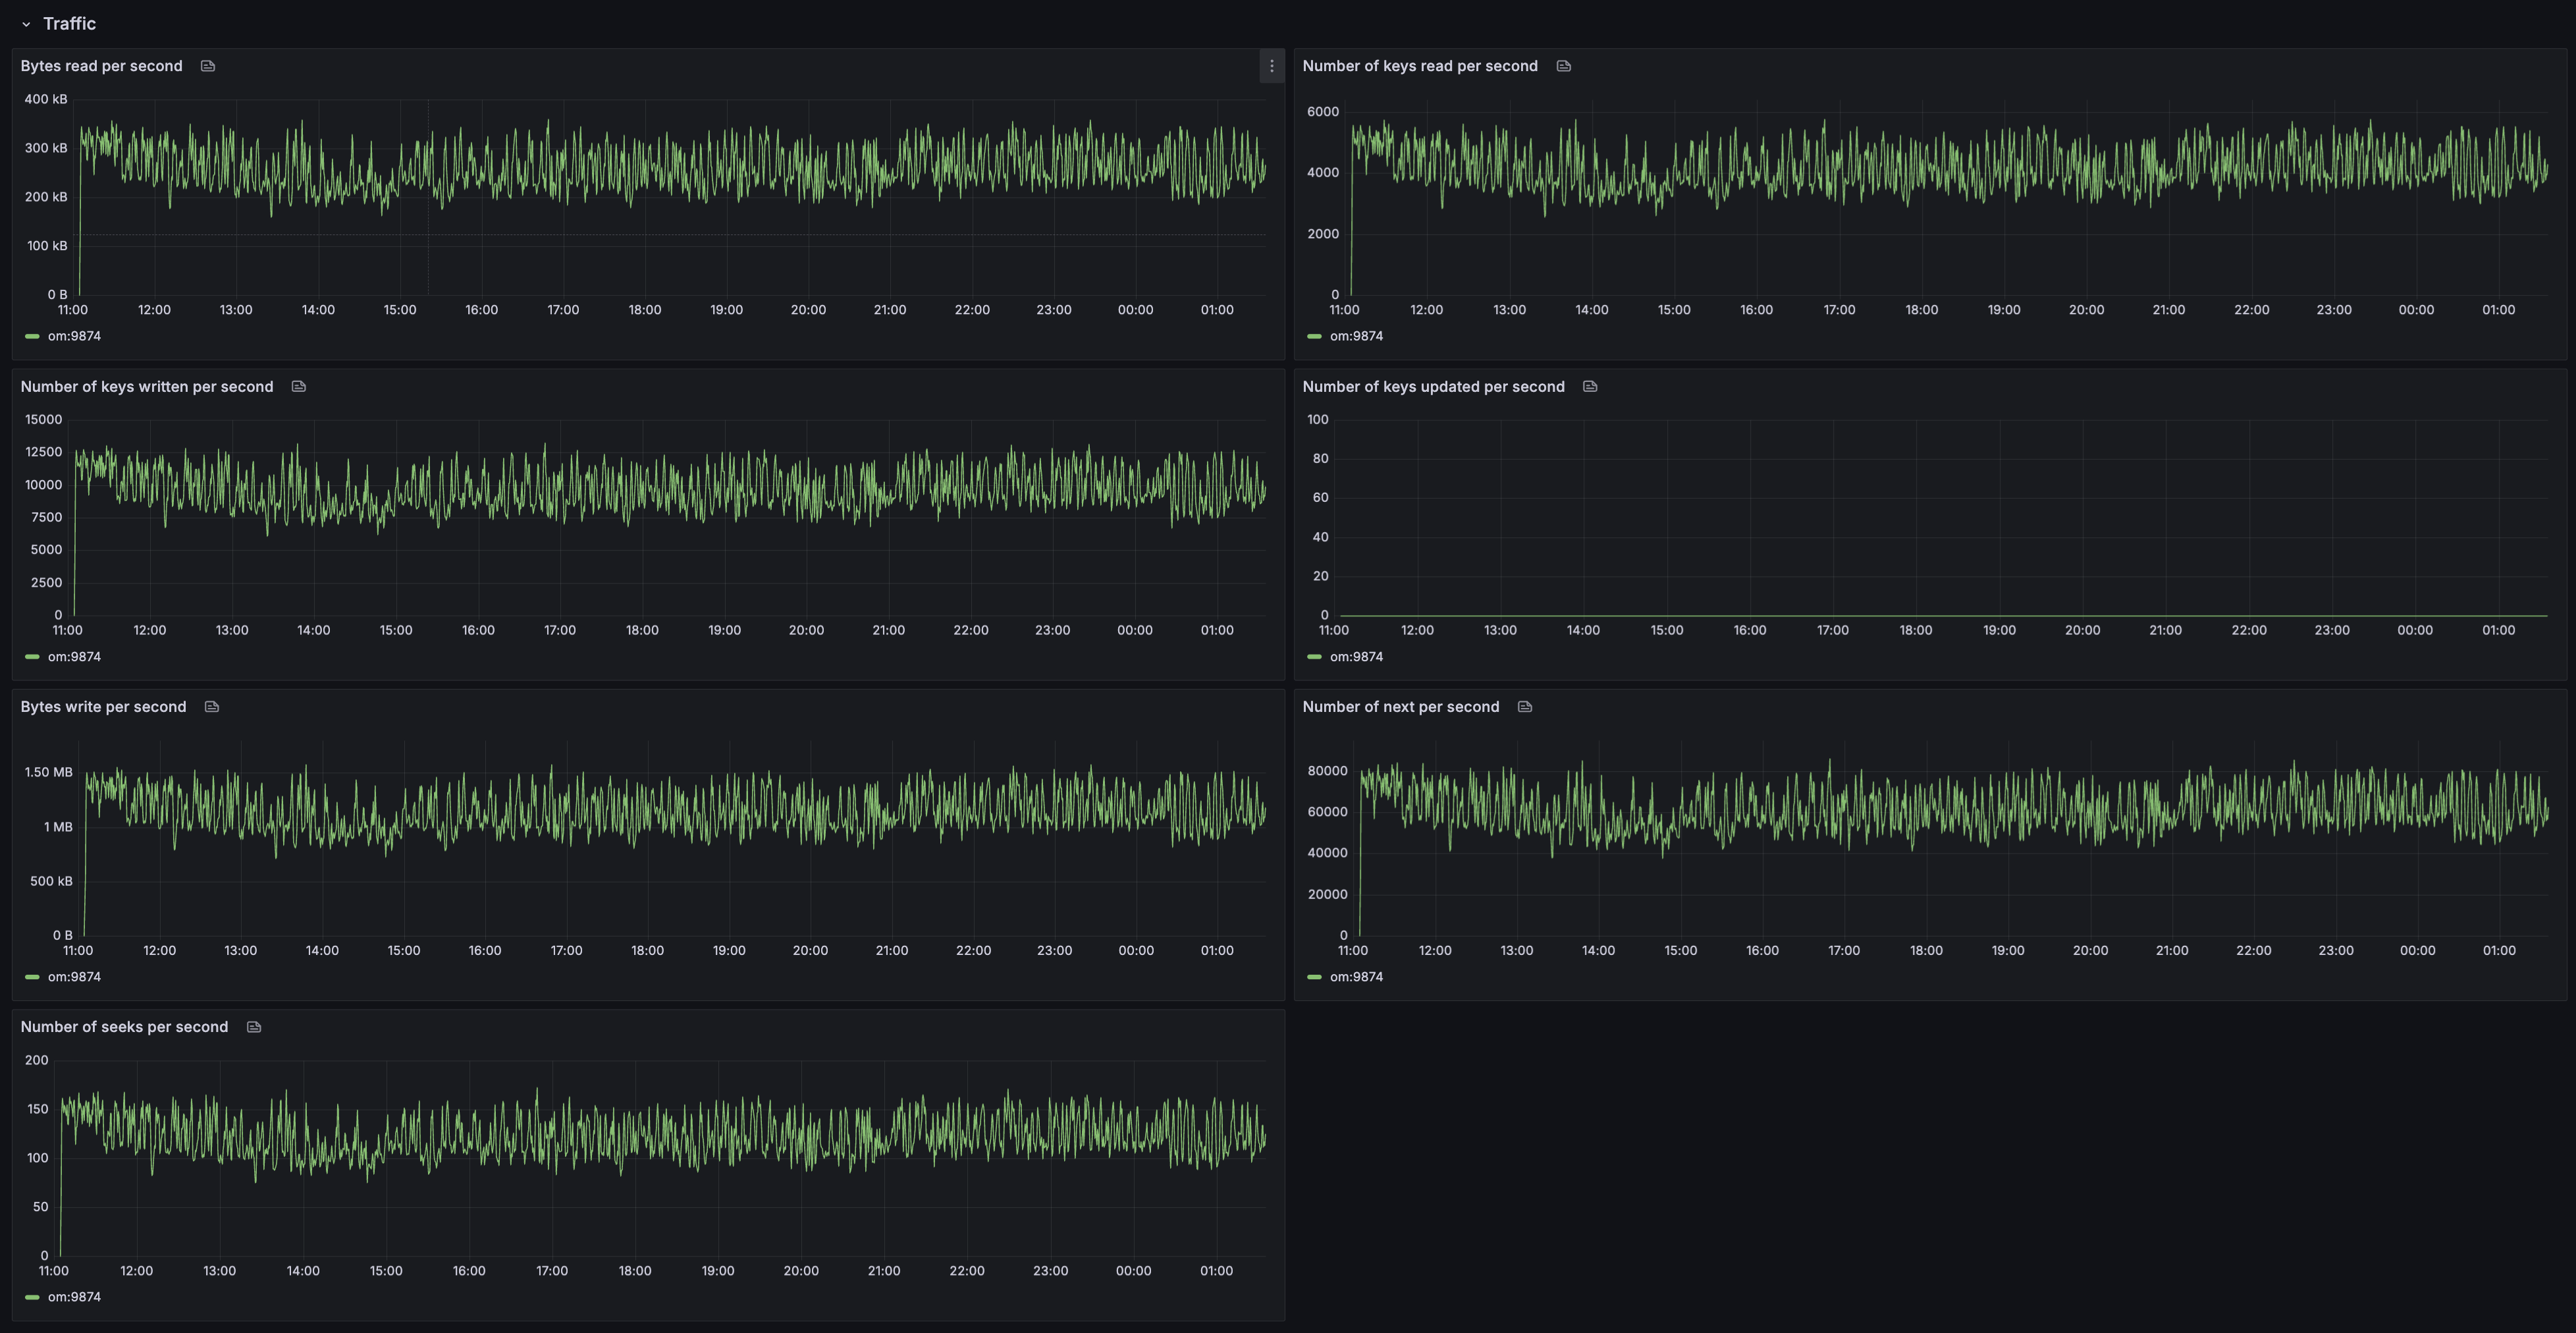 Traffic
Bytes read per second
400 kB
300 kB
200 kB
100 kB
0 B
11:00 12:00 13:00 14:00 15:00 16:00 17:00 18:00 19:00 20:00 21:00 22:00 23:00 00:00 01:00
om:9874
Number of keys read per second
6000
4000
2000
0
11:00 12:00 13:00 14:00 15:00 16:00 17:00 18:00 19:00 20:00 21:00 22:00 23:00 00:00 01:00
om:9874
Number of keys written per second
15000
12500
10000
7500
5000
2500
0
11:00 12:00 13:00 14:00 15:00 16:00 17:00 18:00 19:00 20:00 21:00 22:00 23:00 00:00 01:00
om:9874
Number of keys updated per second
100
80
60
40
20
0
11:00 12:00 13:00 14:00 15:00 16:00 17:00 18:00 19:00 20:00 21:00 22:00 23:00 00:00 01:00
om:9874
Bytes write per second
1.50 MB
1 MB
500 kB
0 B
11:00 12:00 13:00 14:00 15:00 16:00 17:00 18:00 19:00 20:00 21:00 22:00 23:00 00:00 01:00
om:9874
Number of next per second
80000
60000
40000
20000
0
11:00 12:00 13:00 14:00 15:00 16:00 17:00 18:00 19:00 20:00 21:00 22:00 23:00 00:00 01:00
om:9874
Number of seeks per second
200
150
100
50
0
11:00 12:00 13:00 14:00 15:00 16:00 17:00 18:00 19:00 20:00 21:00 22:00 23:00 00:00 01:00
om:9874